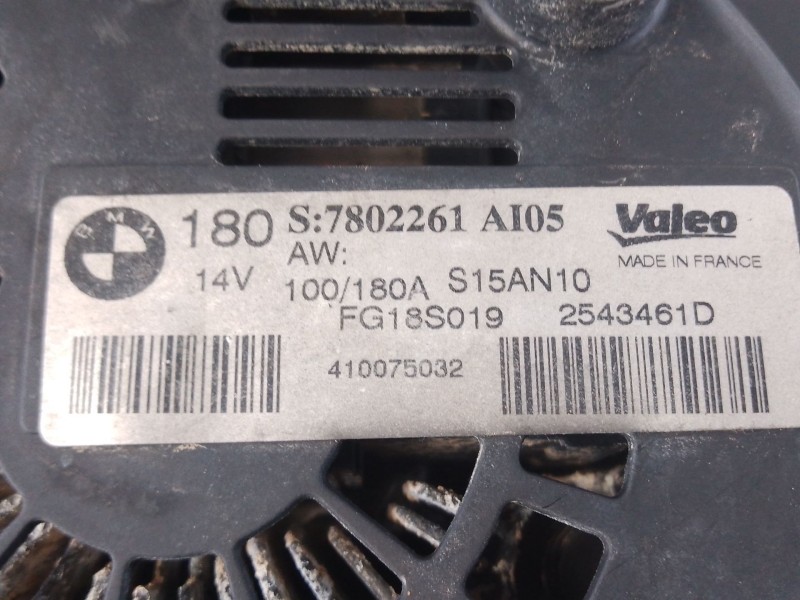 BMW 180 S:7802261 AI05 Valeo
AW:
14V 100/180A S15AN10 MADE IN FRANCE
FG18S019 2543461D
410075032